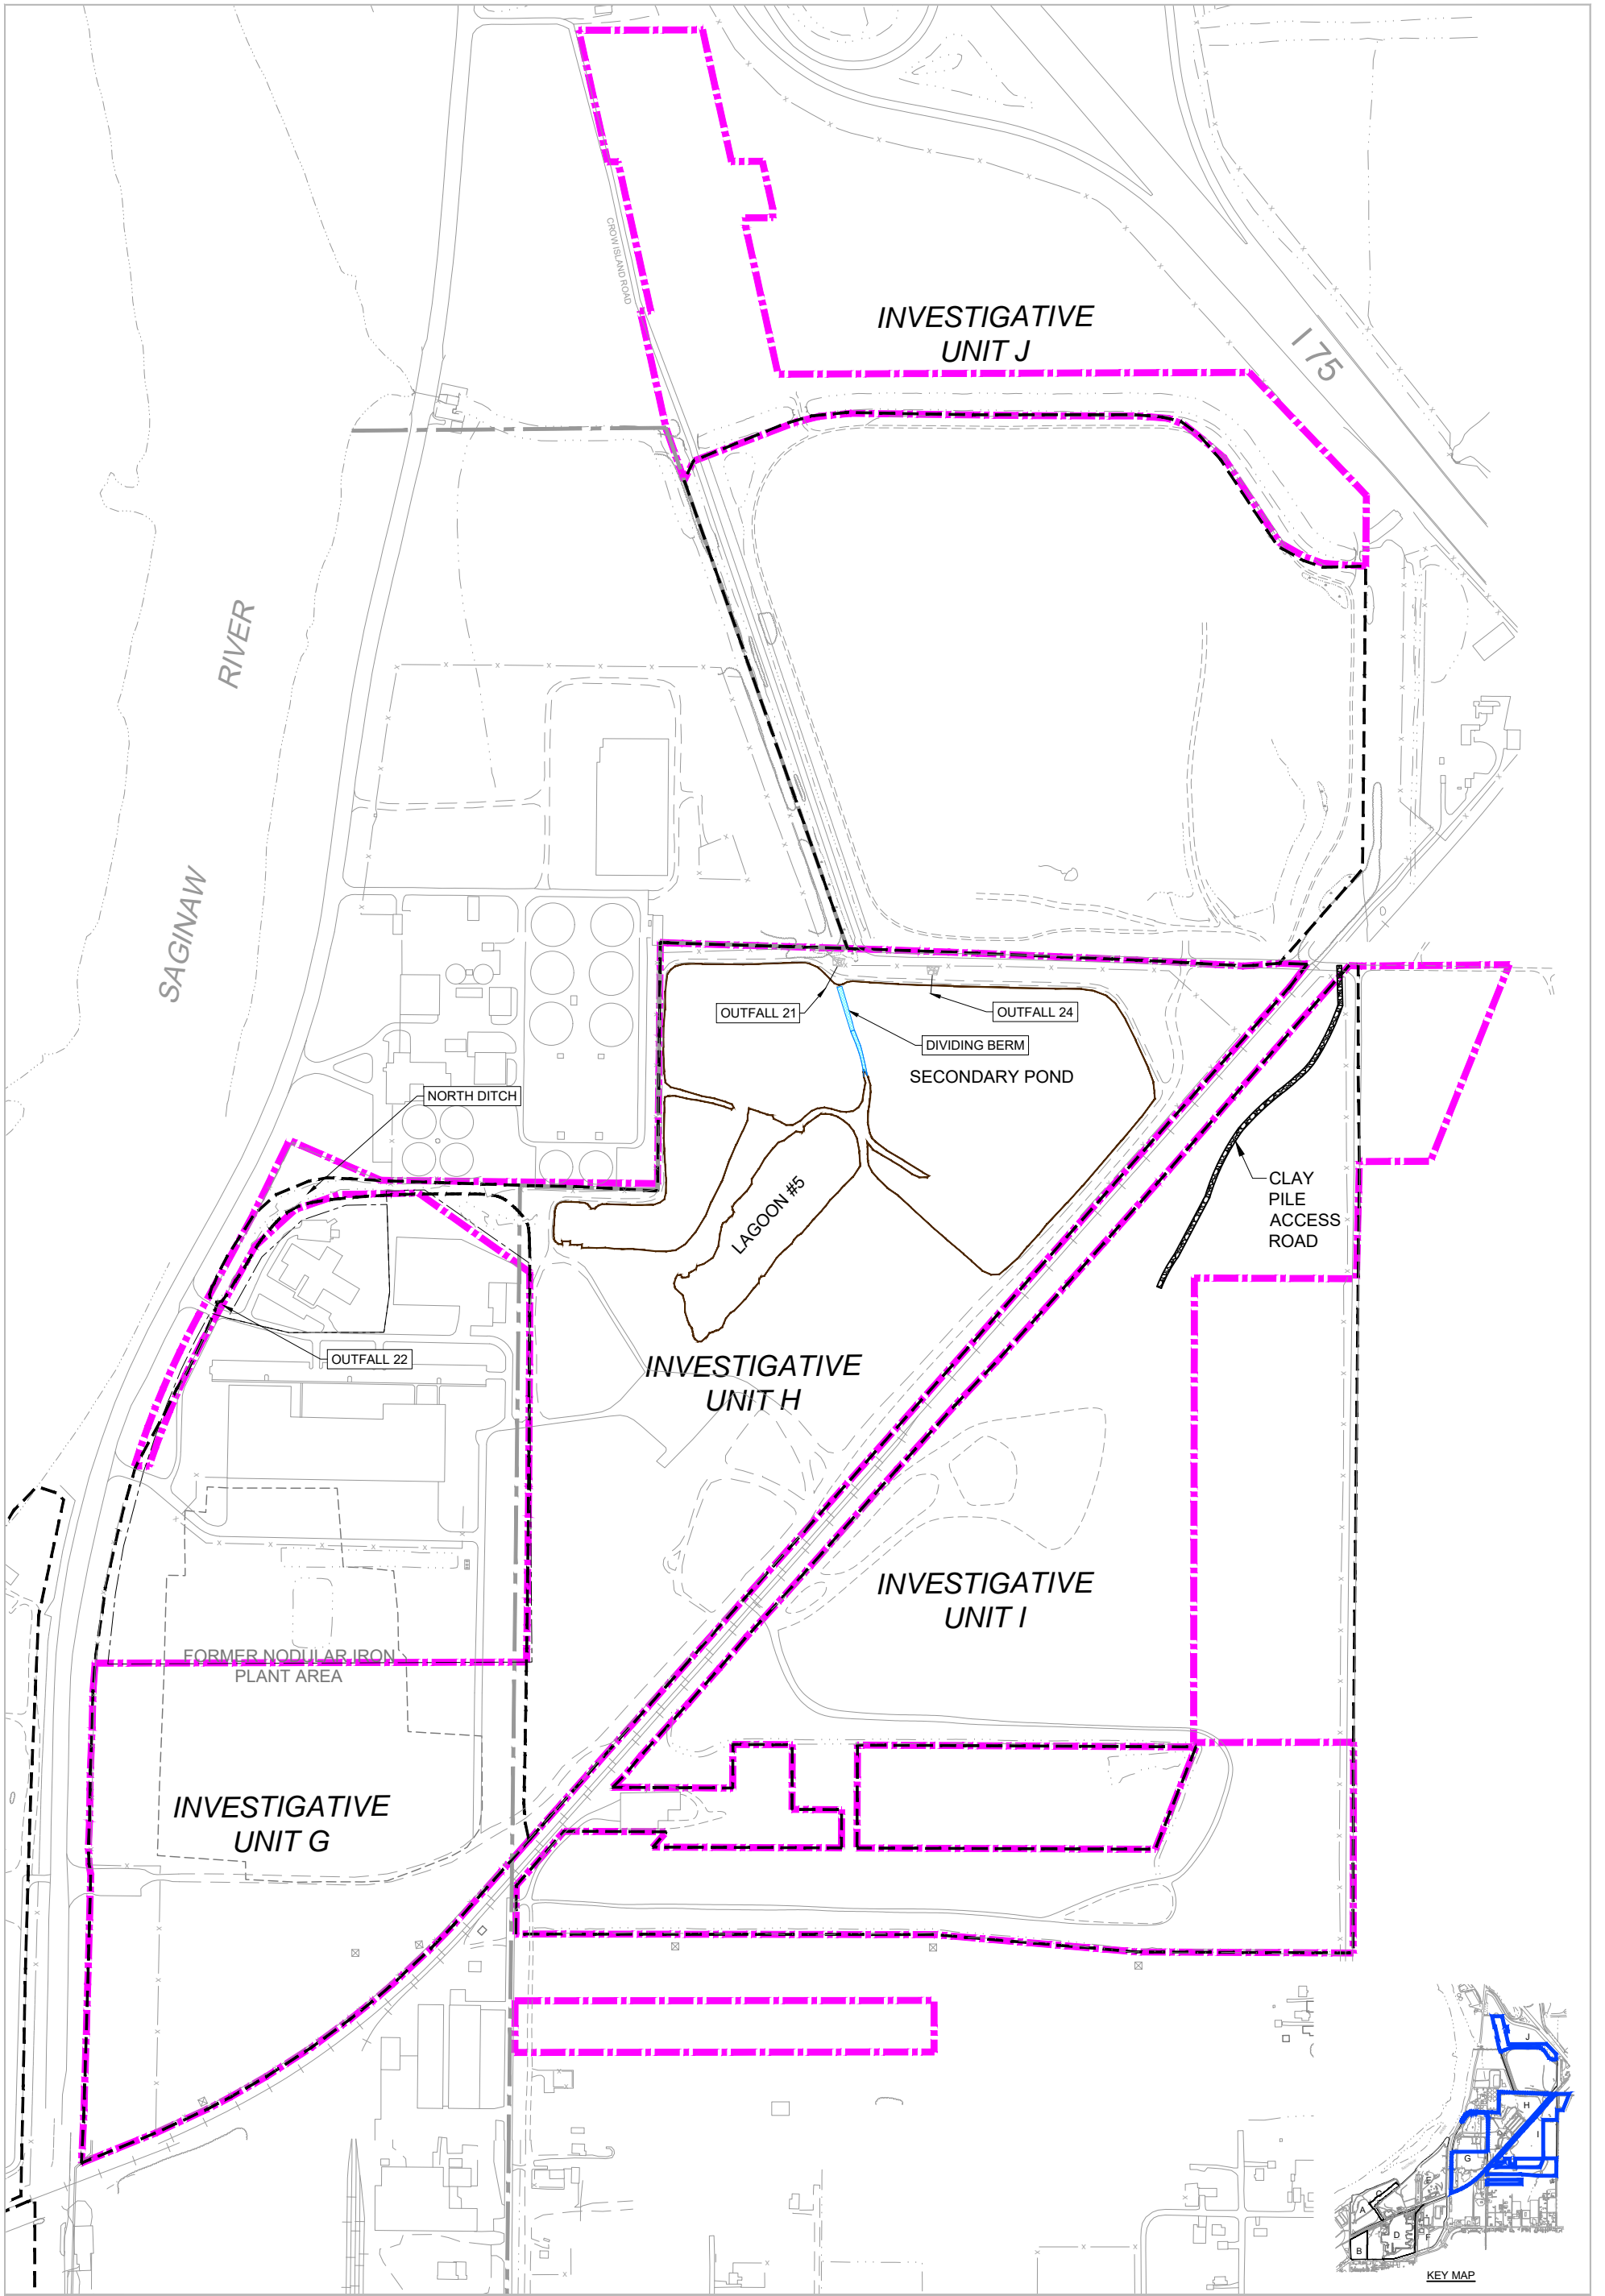 CROW ISLAND ROAD
INVESTIGATIVE
UNIT J
I 75
RIVER
SAGINAW
OUTFALL 21
OUTFALL 24
DIVIDING BERM
SECONDARY POND
NORTH DITCH
LAGOON #5
CLAY
PILE
ACCESS
ROAD
OUTFALL 22
INVESTIGATIVE
UNIT H
INVESTIGATIVE
UNIT I
FORMER NODULAR IRON
PLANT AREA
INVESTIGATIVE
UNIT G
J
H
I
G
E
C
A
D
F
B
KEY MAP